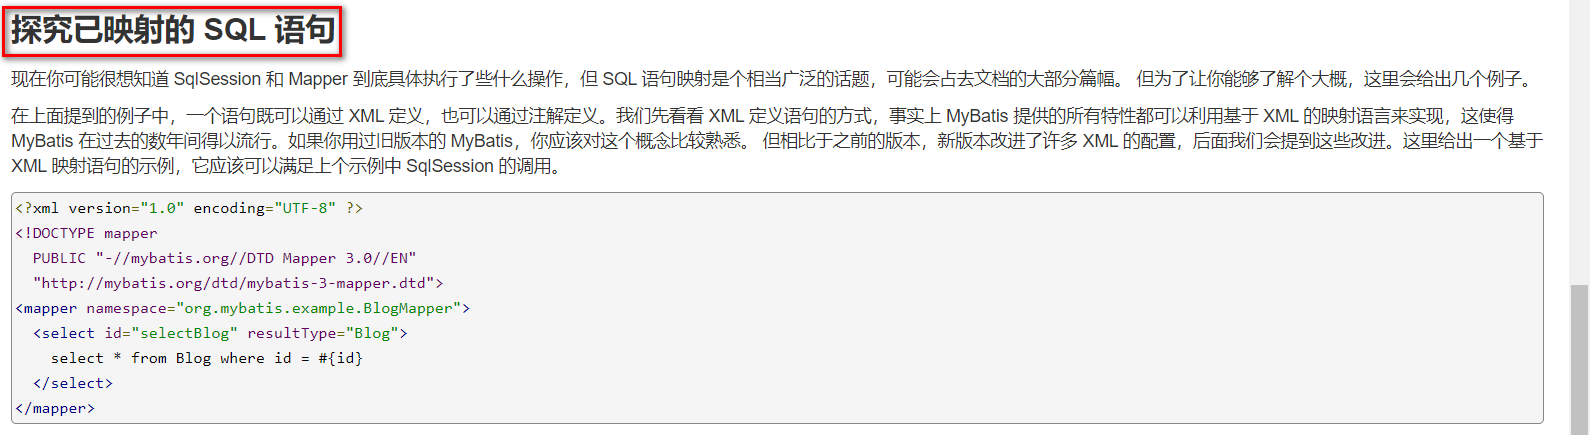 探究已映射的 SQL 语句
现在你可能很想知道 SqlSession 和 Mapper 到底具体执行了些什么操作，但 SQL 语句映射是个相当广泛的话题，可能会占去文档的大部分篇幅。 但为了让你能够了解个大概，这里会给出几个例子。
在上面提到的例子中，一个语句既可以通过 XML 定义，也可以通过注解定义。我们先看看 XML 定义语句的方式，事实上 MyBatis 提供的所有特性都可以利用基于 XML 的映射语言来实现，这使得
MyBatis 在过去的数年间得以流行。如果你用过旧版本的 MyBatis，你应该对这个概念比较熟悉。 但相比于之前的版本，新版本改进了许多 XML 的配置，后面我们会提到这些改进。这里给出一个基于
XML 映射语句的示例，它应该可以满足上个示例中 SqlSession 的调用。
<?xml version="1.0" encoding="UTF-8" ?>
<!DOCTYPE mapper
  PUBLIC "-//mybatis.org//DTD Mapper 3.0//EN"
  "http://mybatis.org/dtd/mybatis-3-mapper.dtd">
<mapper namespace="org.mybatis.example.BlogMapper">
  <select id="selectBlog" resultType="Blog">
    select * from Blog where id = #{id}
  </select>
</mapper>